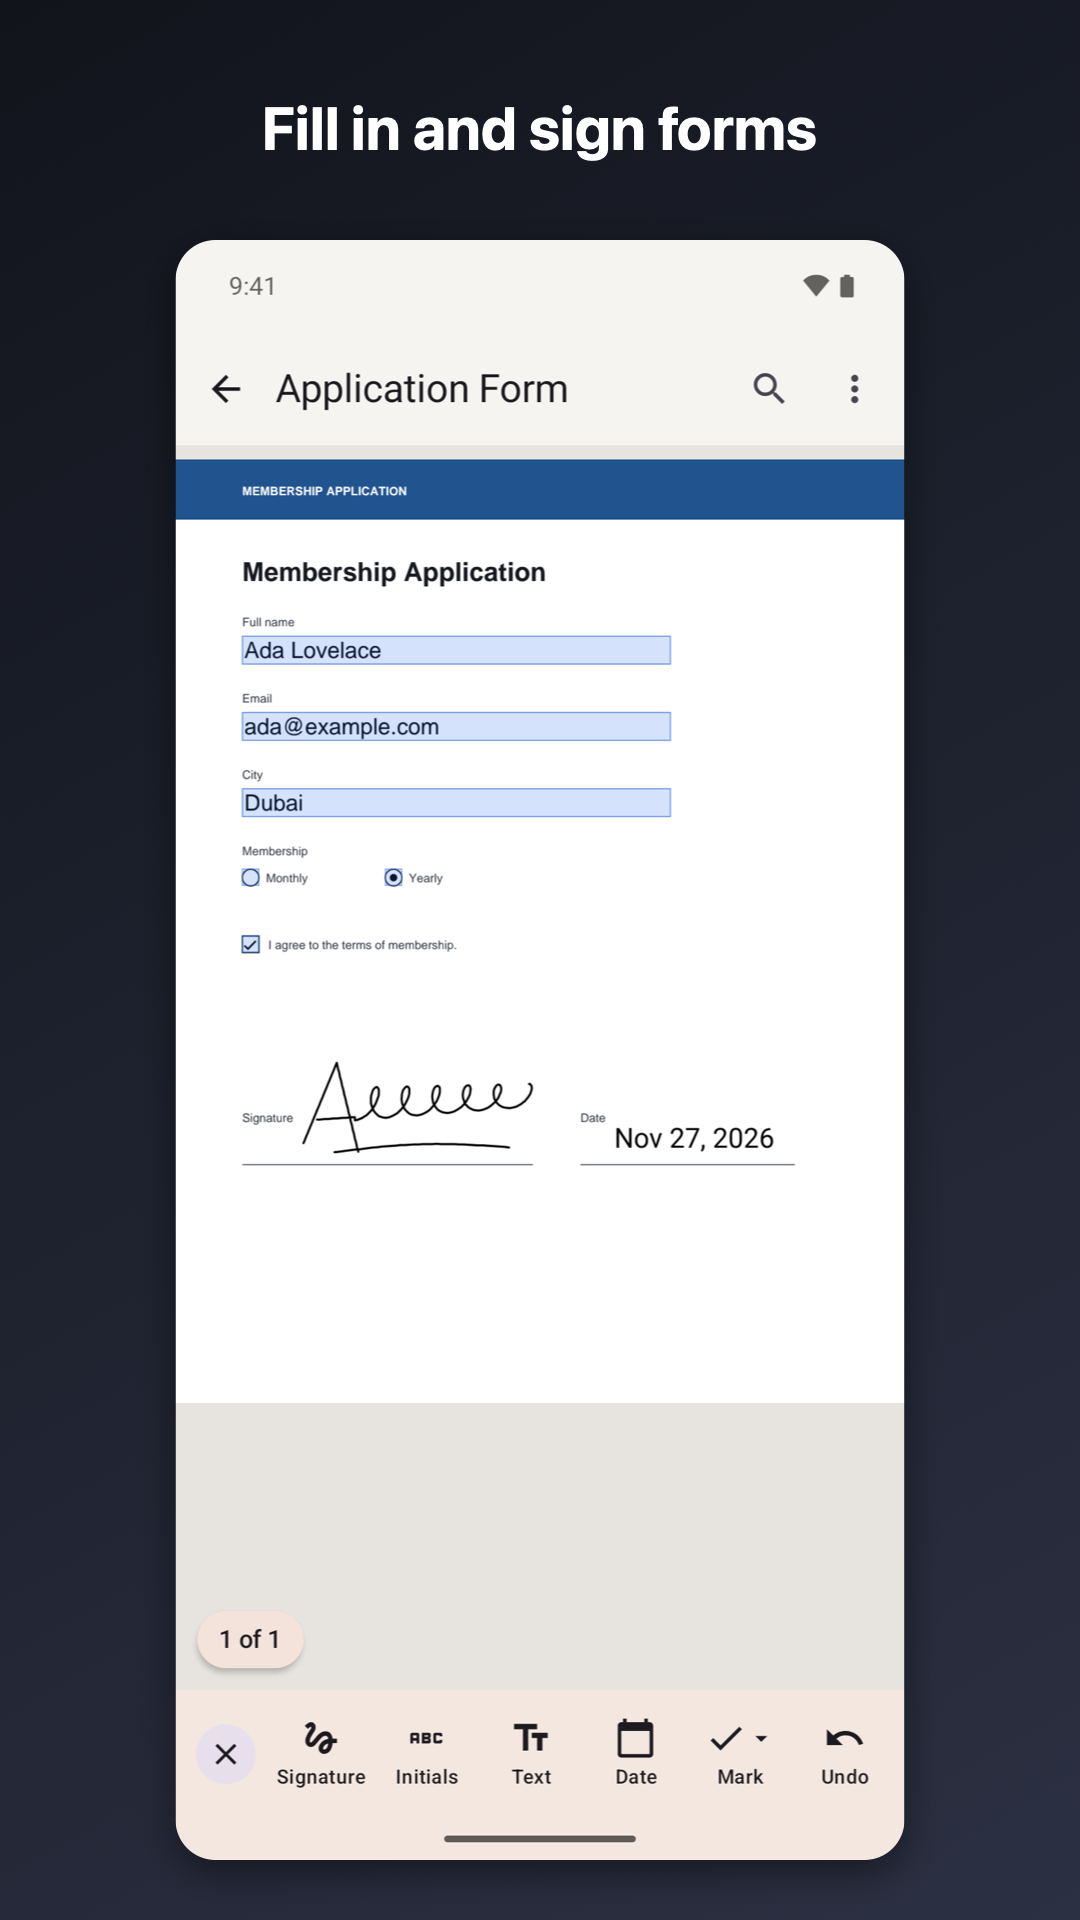 Fill in and sign forms
9:41
Application Form
MEMBERSHIP APPLICATION
Membership Application
Full name
Ada Lovelace
Email
ada@example.com
City
Dubai
Membership
Monthly Yearly
I agree to the terms of membership.
Signature Date
Nov 27, 2026
1 of 1
ABC
Signature Initials Text Date Mark Undo